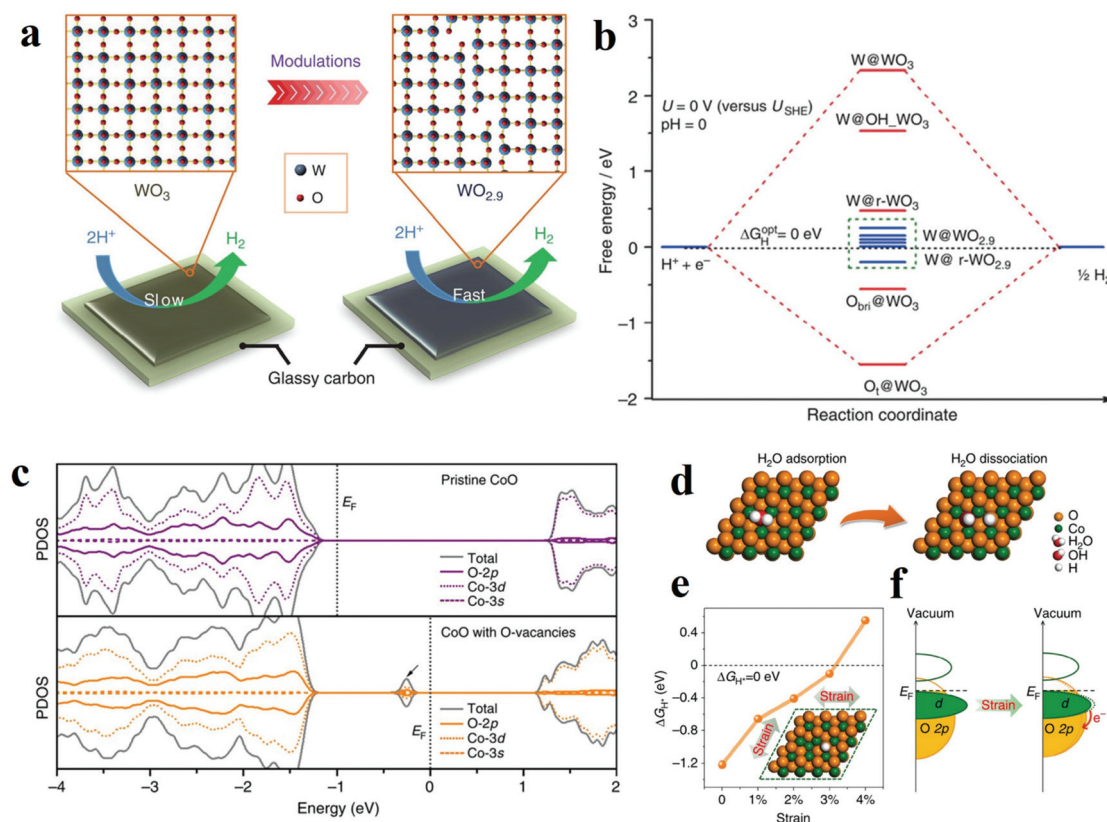 a
Modulations
WO3
W
O
WO2.9
2H+
H2
Slow
2H+
H2
Fast
Glassy carbon
b
3
2
1
0
−1
−2
Free energy / eV
W@WO3
U = 0 V (versus USHE)
pH = 0
W@OH_WO3
W@r-WO3
ΔGHopt = 0 eV
W@WO2.9
H+ + e−
W@ r-WO2.9
½ H2
Obri@WO3
Ot@WO3
Reaction coordinate
c
PDOS
Pristine CoO
EF
Total
O-2p
Co-3d
Co-3s
PDOS
CoO with O-vacancies
EF
Total
O-2p
Co-3d
Co-3s
−4
−3
−2
−1
0
1
2
Energy (eV)
d
H2O adsorption
H2O dissociation
O
Co
H2O
OH
H
e
0.4
0
−0.4
−0.8
−1.2
ΔGH* (eV)
ΔGH*=0 eV
Strain
Strain
0
1%
2%
3%
4%
Strain
f
Vacuum
EF
d
O 2p
Strain
Vacuum
EF
d
e−
O 2p